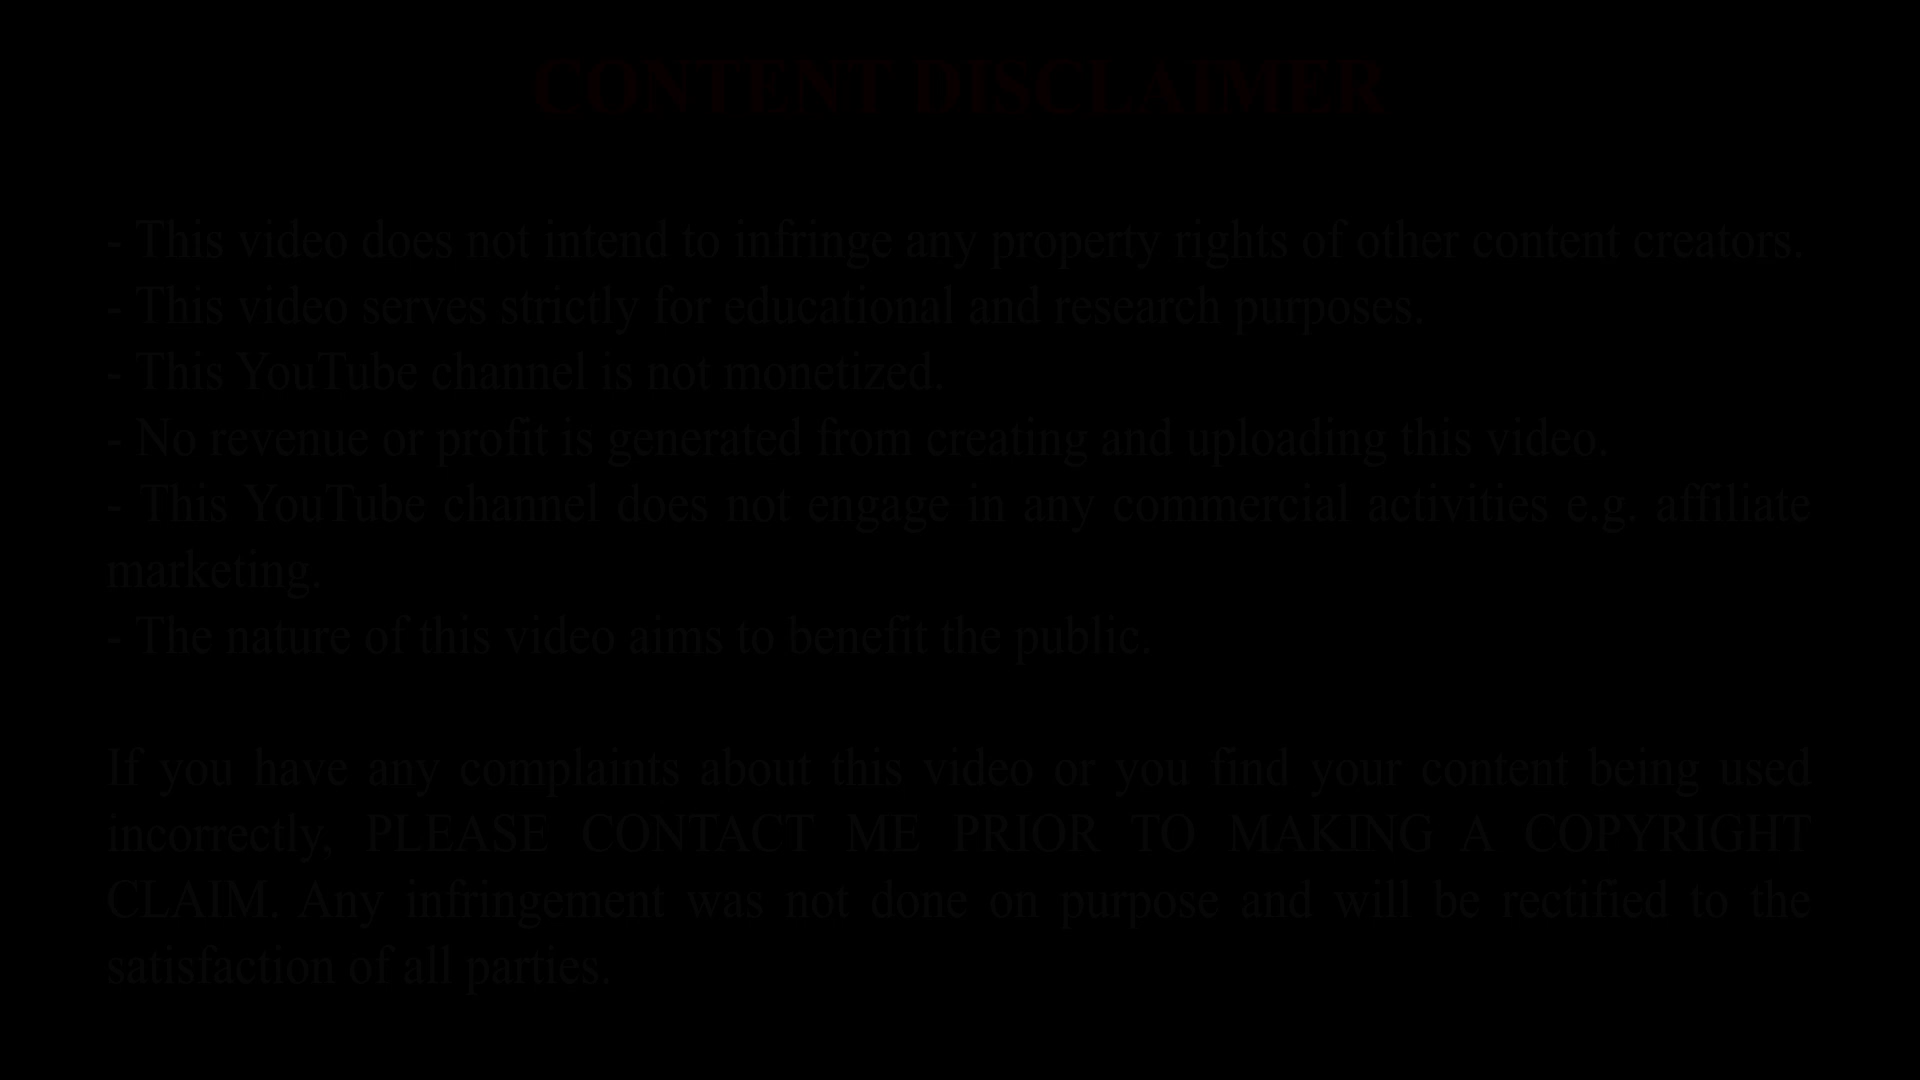 CONTENT DISCLAIMER
- This video does not intend to infringe any property rights of other content creators.
- This video serves strictly for educational and research purposes.
- This YouTube channel is not monetized.
- No revenue or profit is generated from creating and uploading this video.
- This YouTube channel does not engage in any commercial activities e.g. affiliate
marketing.
- The nature of this video aims to benefit the public.
If you have any complaints about this video or you find your content being used
incorrectly, PLEASE CONTACT ME PRIOR TO MAKING A COPYRIGHT
CLAIM. Any infringement was not done on purpose and will be rectified to the
satisfaction of all parties.